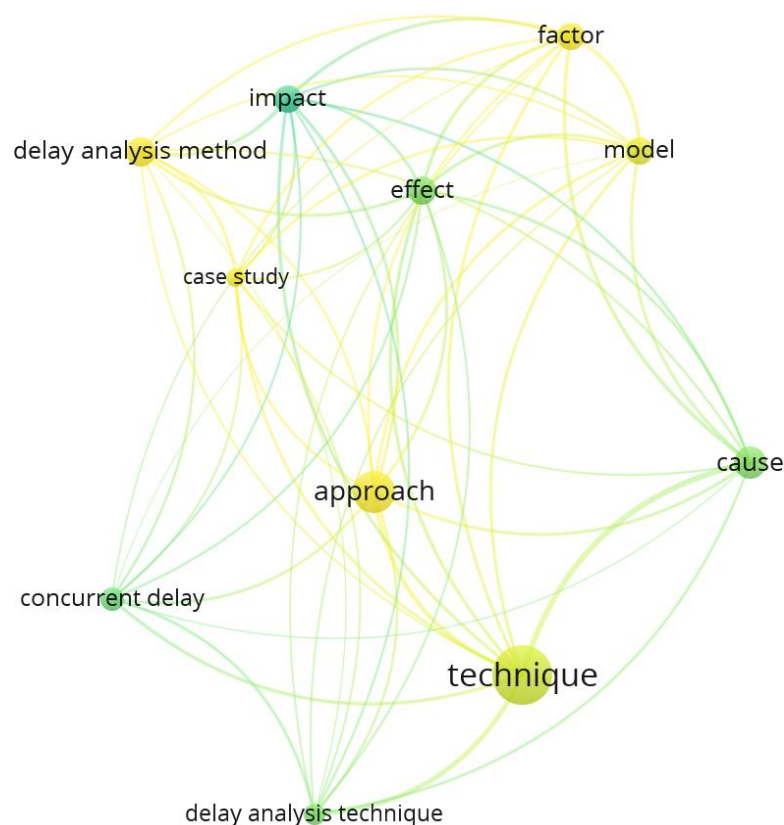 factor
impact
delay analysis method
model
effect
case study
cause
approach
concurrent delay
technique
delay analysis technique